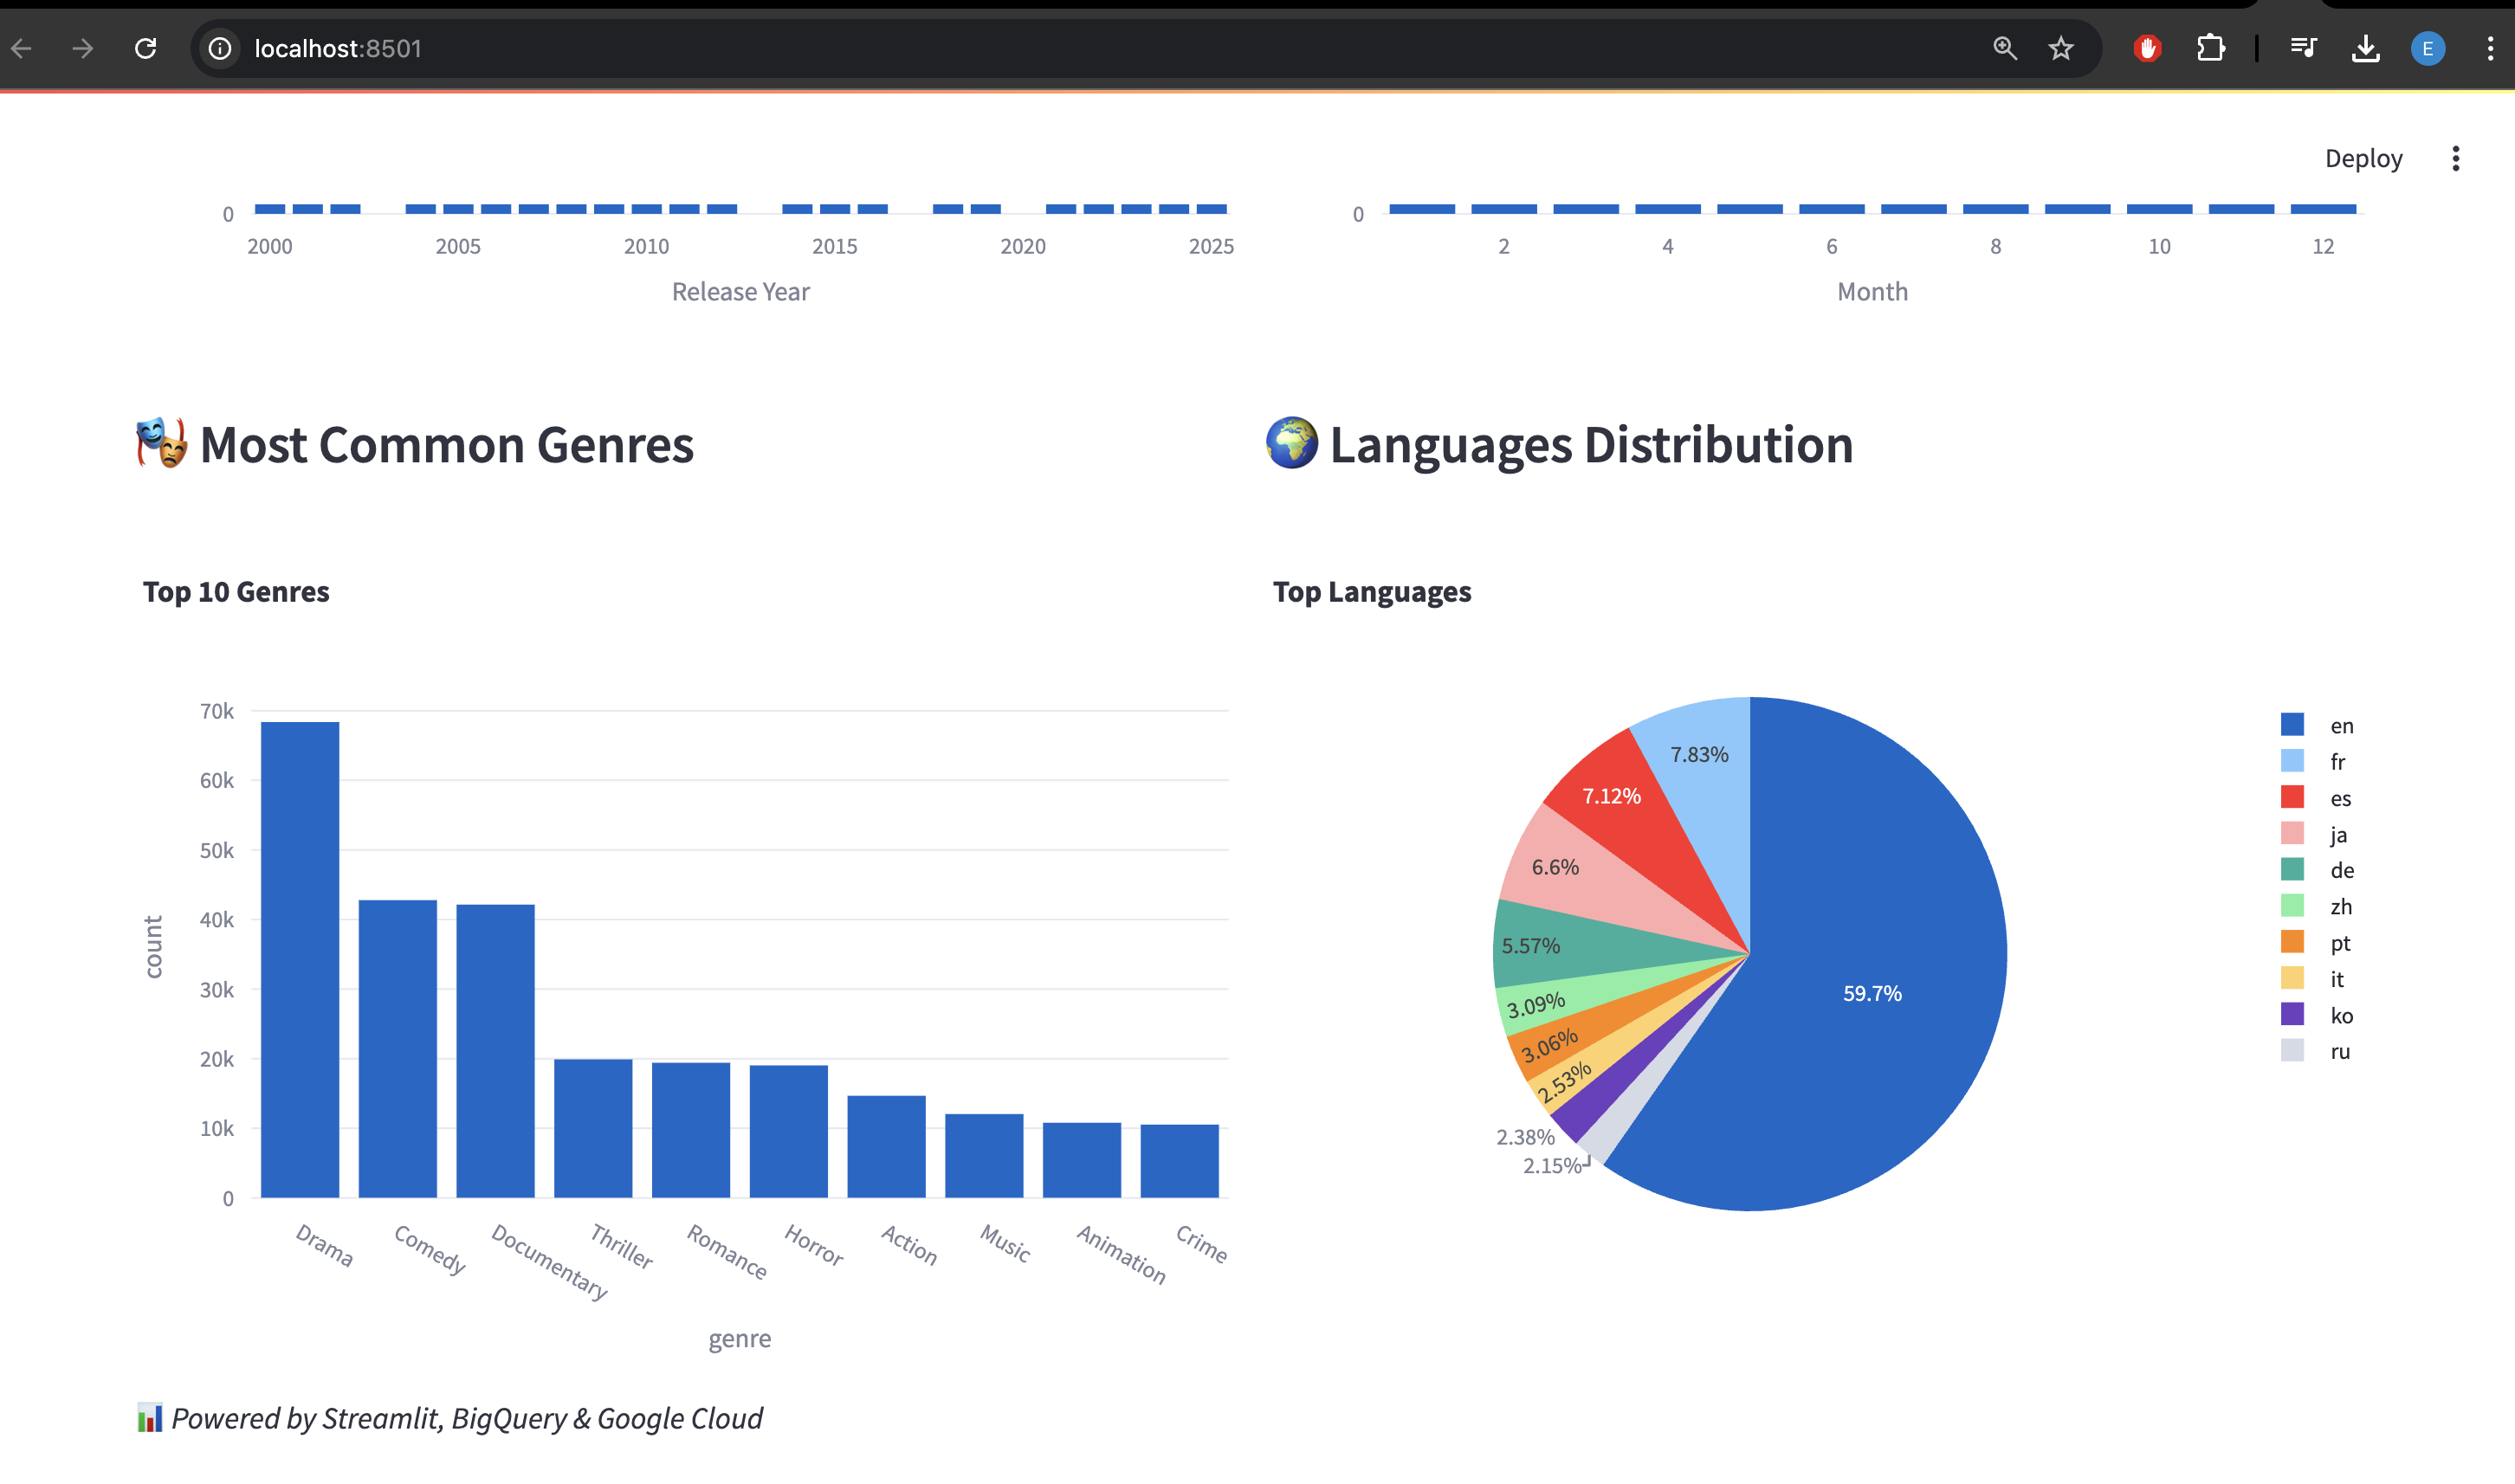 localhost:8501
E
Deploy
0
2000 2005 2010 2015 2020 2025
Release Year
0
2 4 6 8 10 12
Month
🎭 Most Common Genres
Top 10 Genres
70k
60k
50k
40k
30k
20k
10k
0
count
Drama Comedy Documentary Thriller Romance Horror Action Music Animation Crime
genre
🌍 Languages Distribution
Top Languages
59.7%
7.83%
7.12%
6.6%
5.57%
3.09%
3.06%
2.53%
2.38%
2.15%
en
fr
es
ja
de
zh
pt
it
ko
ru
📊 Powered by Streamlit, BigQuery & Google Cloud